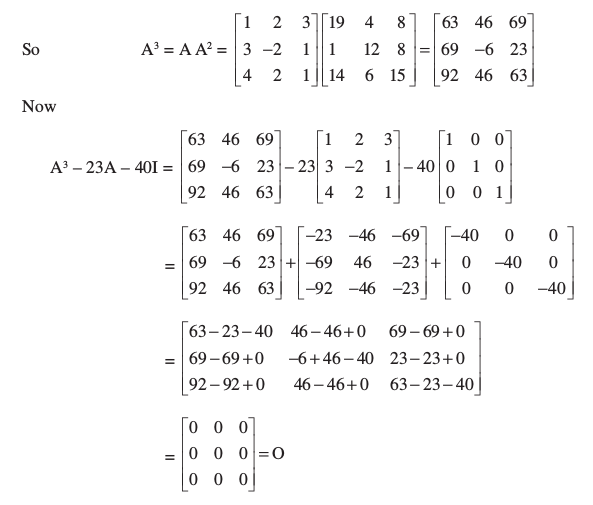 So A³ = A A² = [1 2 3; 3 –2 1; 4 2 1] [19 4 8; 1 12 8; 14 6 15] = [63 46 69; 69 –6 23; 92 46 63]
Now
A³ – 23A – 40I = [63 46 69; 69 –6 23; 92 46 63] – 23 [1 2 3; 3 –2 1; 4 2 1] – 40 [1 0 0; 0 1 0; 0 0 1]
= [63 46 69; 69 –6 23; 92 46 63] + [–23 –46 –69; –69 46 –23; –92 –46 –23] + [–40 0 0; 0 –40 0; 0 0 –40]
= [63–23–40 46–46+0 69–69+0; 69–69+0 –6+46–40 23–23+0; 92–92+0 46–46+0 63–23–40]
= [0 0 0; 0 0 0; 0 0 0] = O